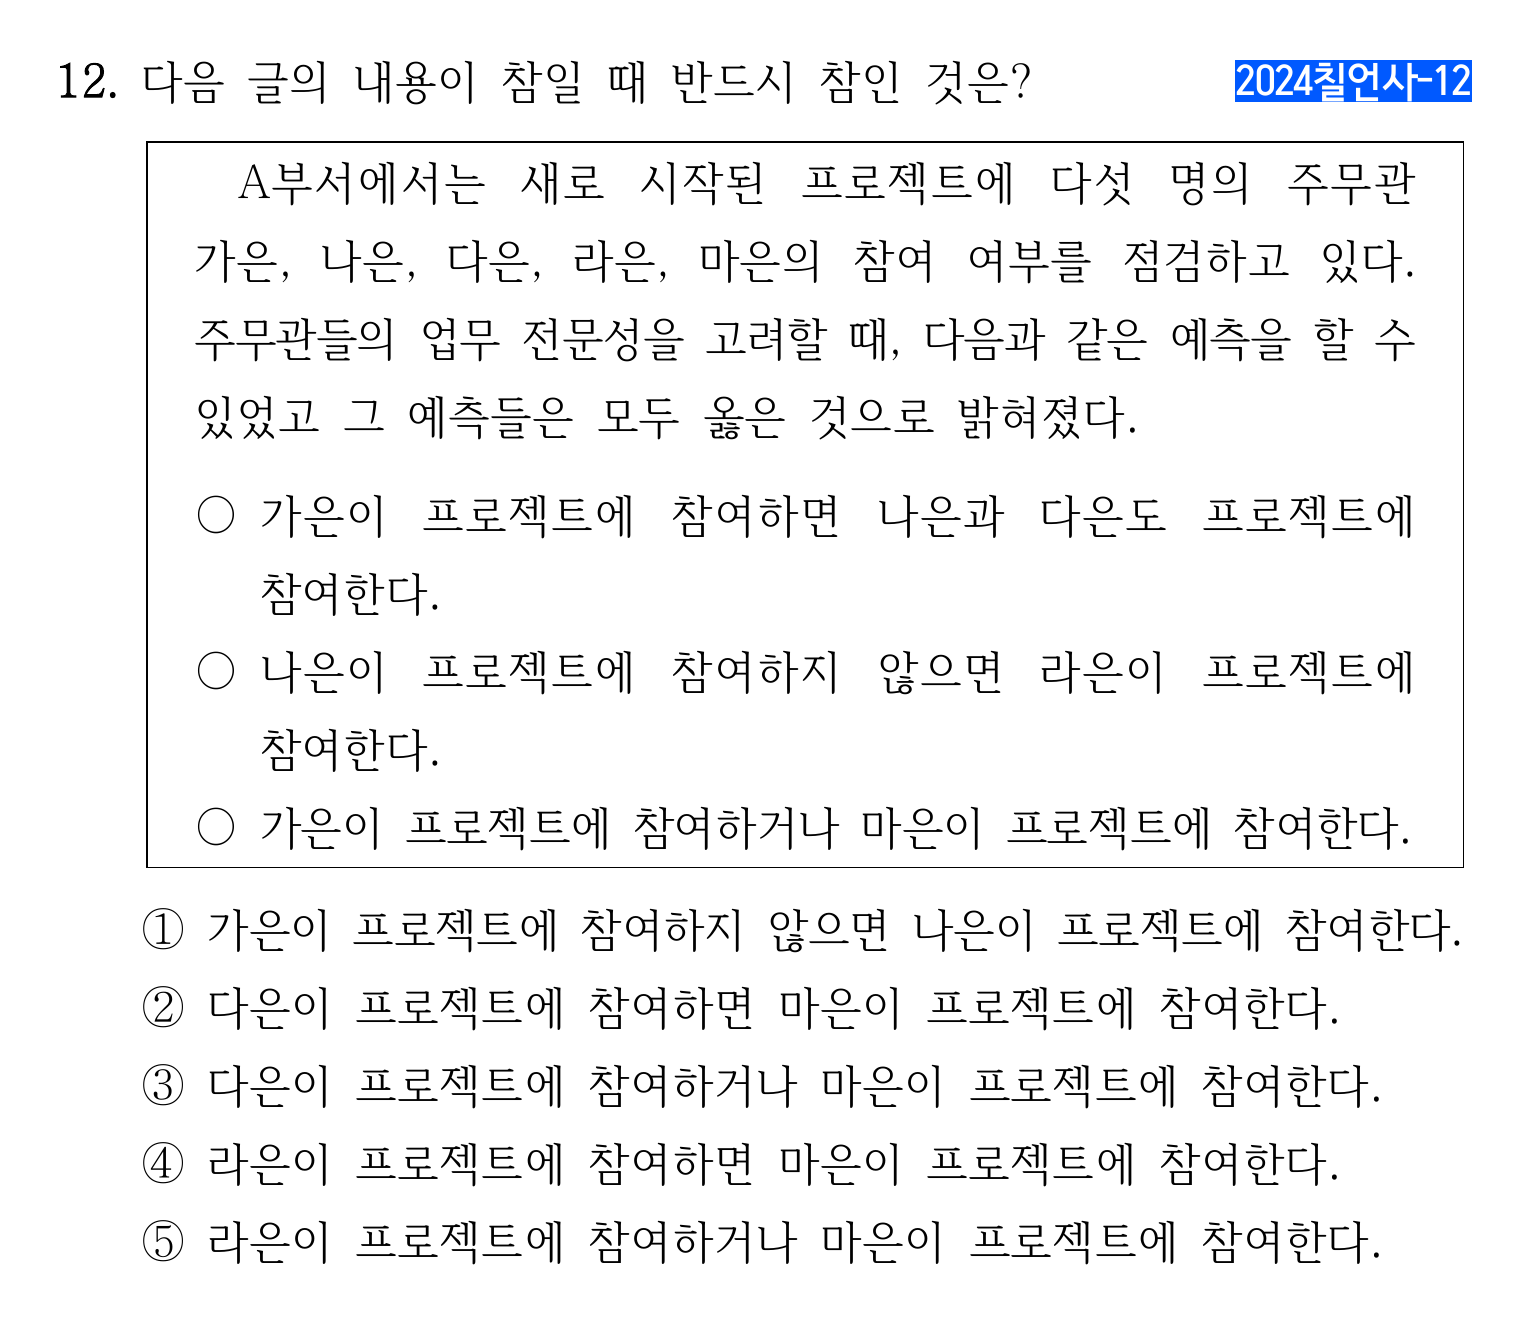 12. 다음 글의 내용이 참일 때 반드시 참인 것은?
2024칠언사-12
A부서에서는 새로 시작된 프로젝트에 다섯 명의 주무관
가은, 나은, 다은, 라은, 마은의 참여 여부를 점검하고 있다.
주무관들의 업무 전문성을 고려할 때, 다음과 같은 예측을 할 수
있었고 그 예측들은 모두 옳은 것으로 밝혀졌다.
○ 가은이 프로젝트에 참여하면 나은과 다은도 프로젝트에
참여한다.
○ 나은이 프로젝트에 참여하지 않으면 라은이 프로젝트에
참여한다.
○ 가은이 프로젝트에 참여하거나 마은이 프로젝트에 참여한다.
① 가은이 프로젝트에 참여하지 않으면 나은이 프로젝트에 참여한다.
② 다은이 프로젝트에 참여하면 마은이 프로젝트에 참여한다.
③ 다은이 프로젝트에 참여하거나 마은이 프로젝트에 참여한다.
④ 라은이 프로젝트에 참여하면 마은이 프로젝트에 참여한다.
⑤ 라은이 프로젝트에 참여하거나 마은이 프로젝트에 참여한다.